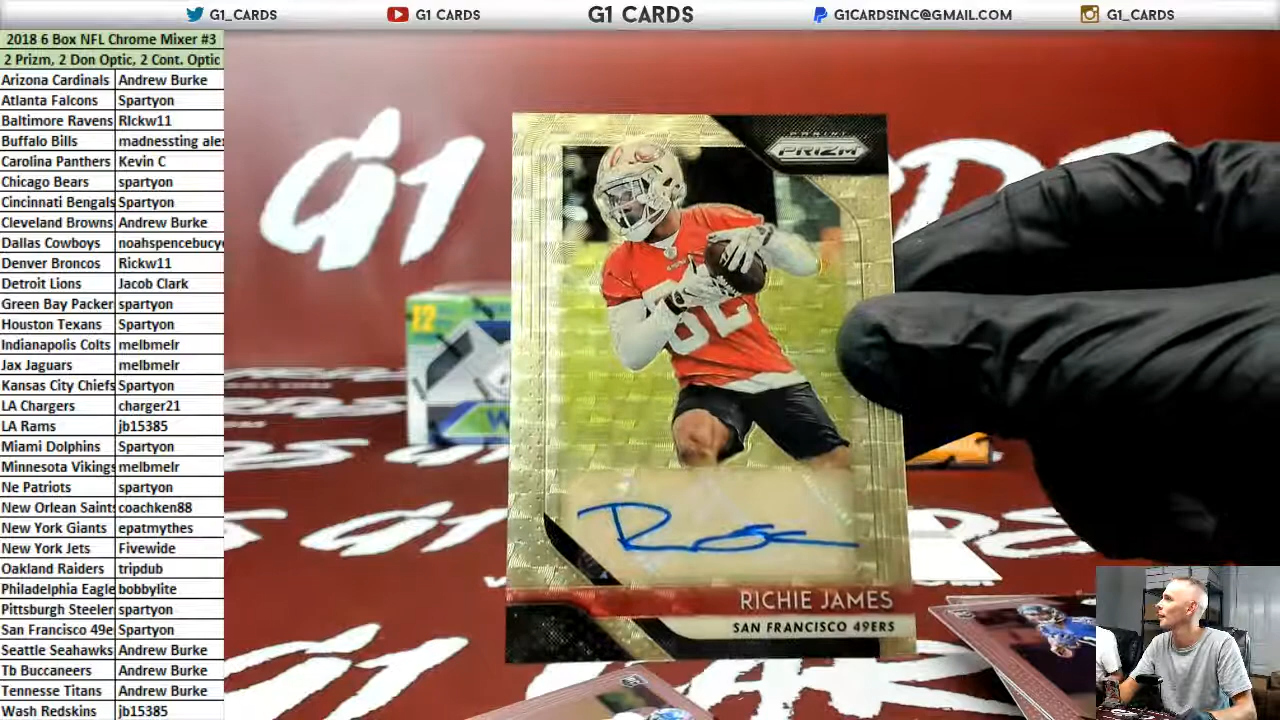 G1_CARDS
G1 CARDS
G1 CARDS
G1CARDSINC@GMAIL.COM
G1_CARDS
2018 6 Box NFL Chrome Mixer #3
2 Prizm, 2 Don Optic, 2 Cont. Optic
Arizona Cardinals Andrew Burke
Atlanta Falcons Spartyon
Baltimore Ravens RIckw11
Buffalo Bills madnessting ale
Carolina Panthers Kevin C
Chicago Bears spartyon
Cincinnati Bengals Spartyon
Cleveland Browns Andrew Burke
Dallas Cowboys noahspencebucy
Denver Broncos Rickw11
Detroit Lions Jacob Clark
Green Bay Packer spartyon
Houston Texans Spartyon
Indianapolis Colts melbmelr
Jax Jaguars melbmelr
Kansas City Chiefs Spartyon
LA Chargers charger21
LA Rams jb15385
Miami Dolphins Spartyon
Minnesota Vikings melbmelr
Ne Patriots spartyon
New Orlean Saints coachken88
New York Giants epatmythes
New York Jets Fivewide
Oakland Raiders tripdub
Philadelphia Eagle bobbylite
Pittsburgh Steeler spartyon
San Francisco 49e Spartyon
Seattle Seahawks Andrew Burke
Tb Buccaneers Andrew Burke
Tennesse Titans Andrew Burke
Wash Redskins jb15385
G1
PANINI
PRIZM
12
82
RICHIE JAMES
SAN FRANCISCO 49ERS